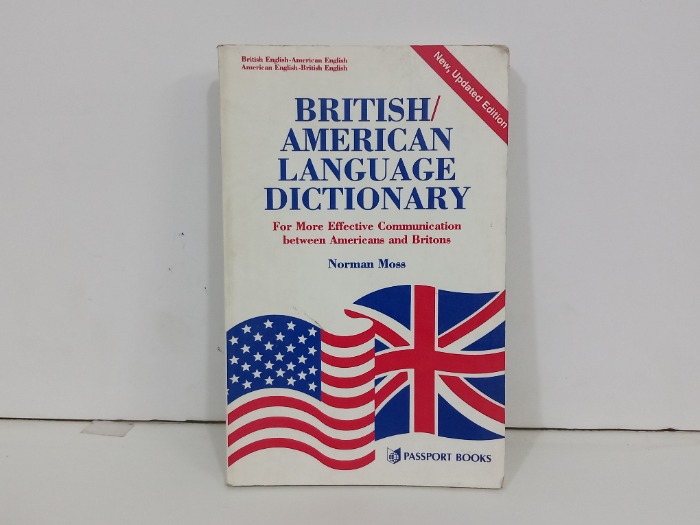 British English-American English
American English-British English
New, Updated Edition
BRITISH/
AMERICAN
LANGUAGE
DICTIONARY
For More Effective Communication
between Americans and Britons
Norman Moss
PASSPORT BOOKS